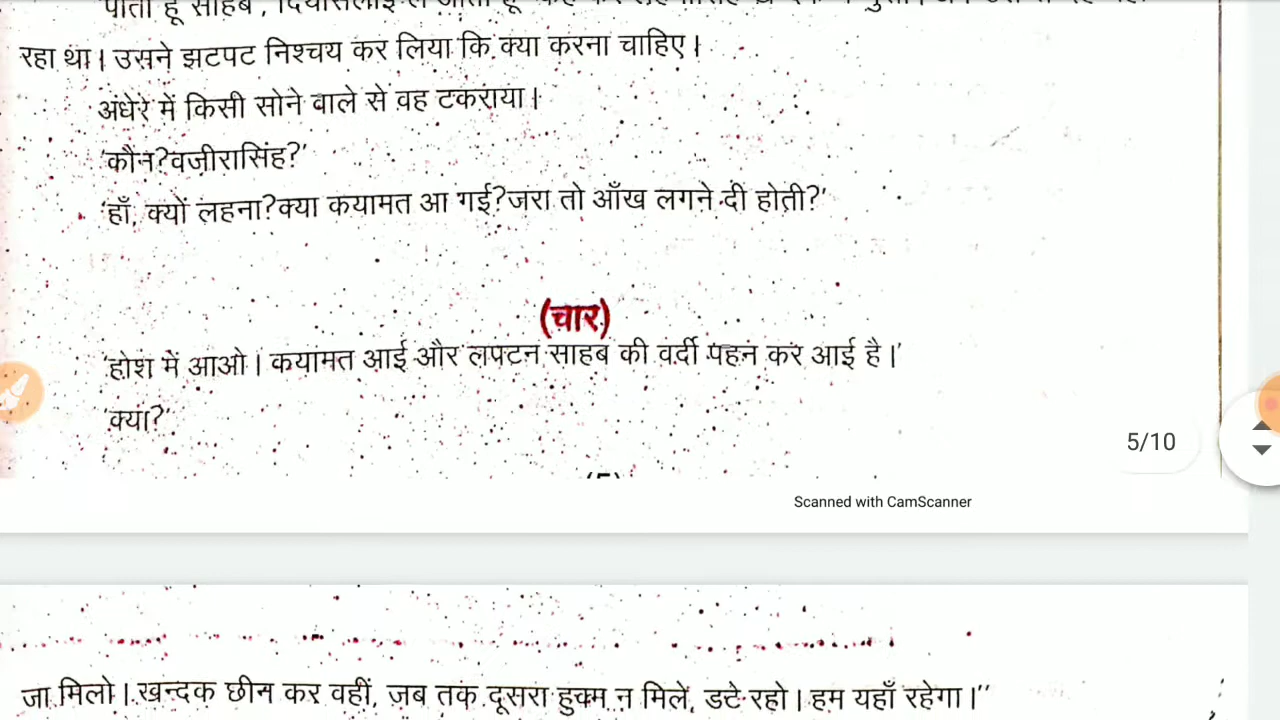 रहा था। उसने झटपट निश्चय कर लिया कि क्या करना चाहिए।
अंधेरे में किसी सोने वाले से वह टकराया।
'कौन?वजीरासिंह?'
'हाँ, क्यों लहना?क्या कयामत आ गई?जरा तो आँख लगने दी होती?'
(चार)
'होश में आओ। कयामत आई और लपटन साहब की वर्दी पहन कर आई है।'
'क्या?'
5/10
Scanned with CamScanner
जा मिलो। खन्दक छीन कर वहीं, जब तक दूसरा हुक्म न मिले, डटे रहो। हम यहाँ रहेगा।"